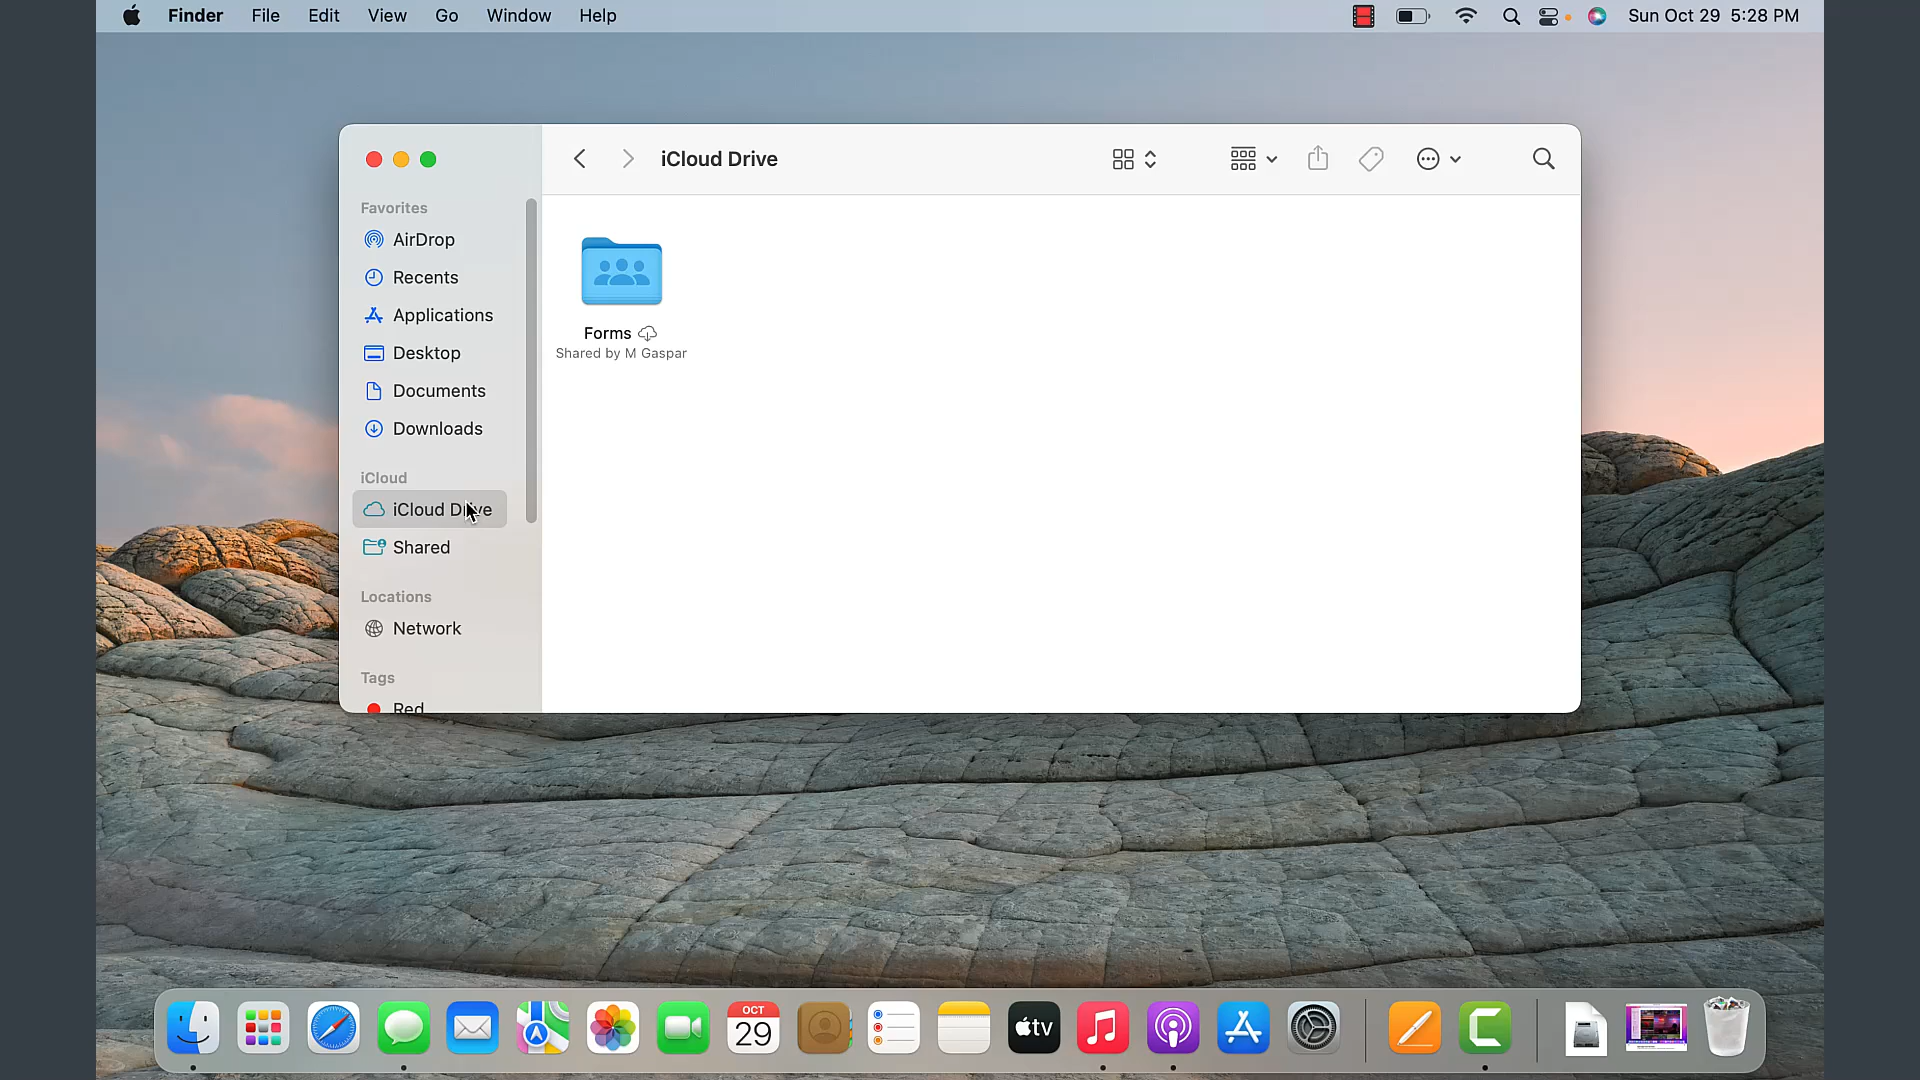 Finder File Edit View Go Window Help Sun Oct 29 5:28 PM
iCloud Drive
Favorites
AirDrop
Recents
Applications
Desktop
Documents
Downloads
iCloud
iCloud Drive
Shared
Locations
Network
Tags
Red
Forms
Shared by M Gaspar
OCT
29
tv